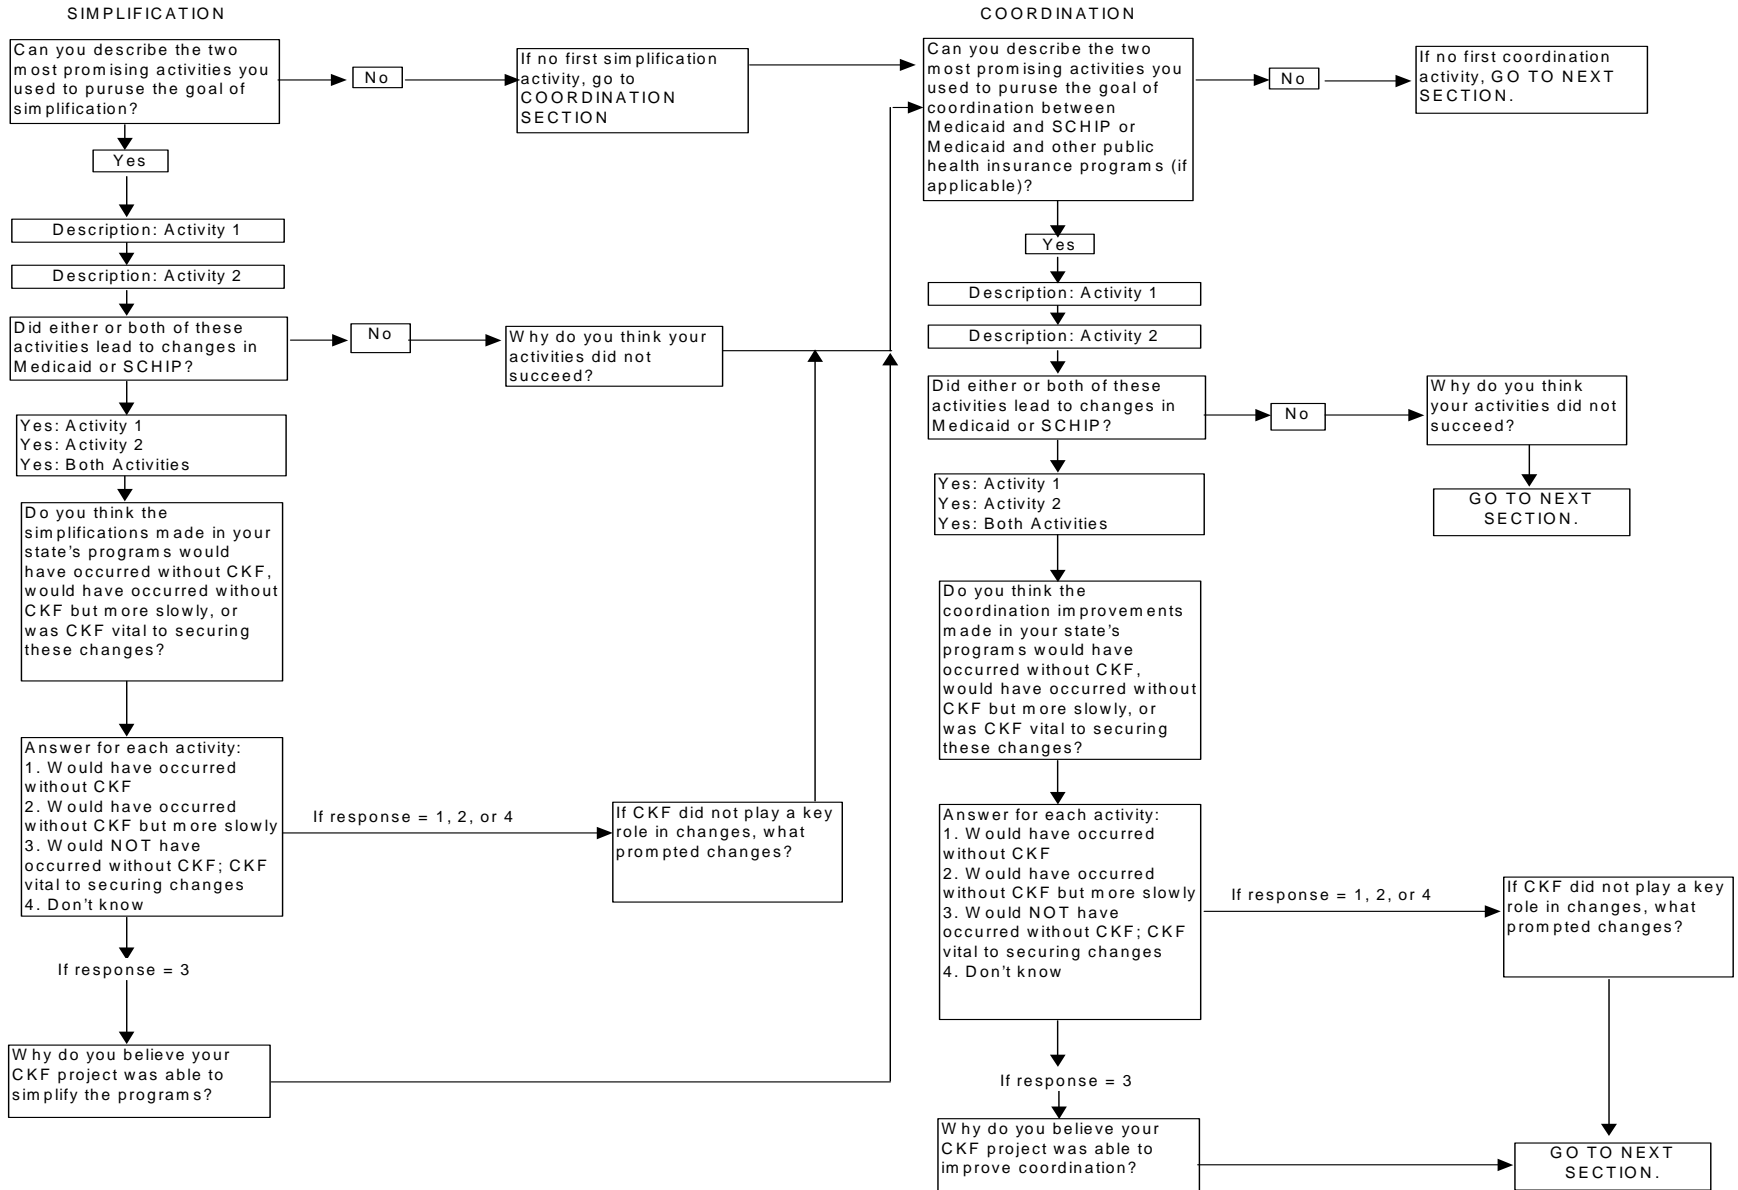 SIMPLIFICATION
Can you describe the two
most promising activities you
used to puruse the goal of
simplification?
No
If no first simplification
activity, go to
COORDINATION
SECTION
Yes
Description: Activity 1
Description: Activity 2
Did either or both of these
activities lead to changes in
Medicaid or SCHIP?
No
Why do you think your
activities did not
succeed?
Yes: Activity 1
Yes: Activity 2
Yes: Both Activities
Do you think the
simplifications made in your
state's programs would
have occurred without CKF,
would have occurred without
CKF but more slowly, or
was CKF vital to securing
these changes?
Answer for each activity:
1. Would have occurred
without CKF
2. Would have occurred
without CKF but more slowly
3. Would NOT have
occurred without CKF; CKF
vital to securing changes
4. Don't know
If response = 1, 2, or 4
If CKF did not play a key
role in changes, what
prompted changes?
If response = 3
Why do you believe your
CKF project was able to
simplify the programs?
COORDINATION
Can you describe the two
most promising activities you
used to puruse the goal of
coordination between
Medicaid and SCHIP or
Medicaid and other public
health insurance programs (if
applicable)?
No
If no first coordination
activity, GO TO NEXT
SECTION.
Yes
Description: Activity 1
Description: Activity 2
Did either or both of these
activities lead to changes in
Medicaid or SCHIP?
No
Why do you think
your activities did not
succeed?
GO TO NEXT
SECTION.
Yes: Activity 1
Yes: Activity 2
Yes: Both Activities
Do you think the
coordination improvements
made in your state's
programs would have
occurred without CKF,
would have occurred without
CKF but more slowly, or
was CKF vital to securing
these changes?
Answer for each activity:
1. Would have occurred
without CKF
2. Would have occurred
without CKF but more slowly
3. Would NOT have
occurred without CKF; CKF
vital to securing changes
4. Don't know
If response = 1, 2, or 4
If CKF did not play a key
role in changes, what
prompted changes?
If response = 3
Why do you believe your
CKF project was able to
improve coordination?
GO TO NEXT
SECTION.